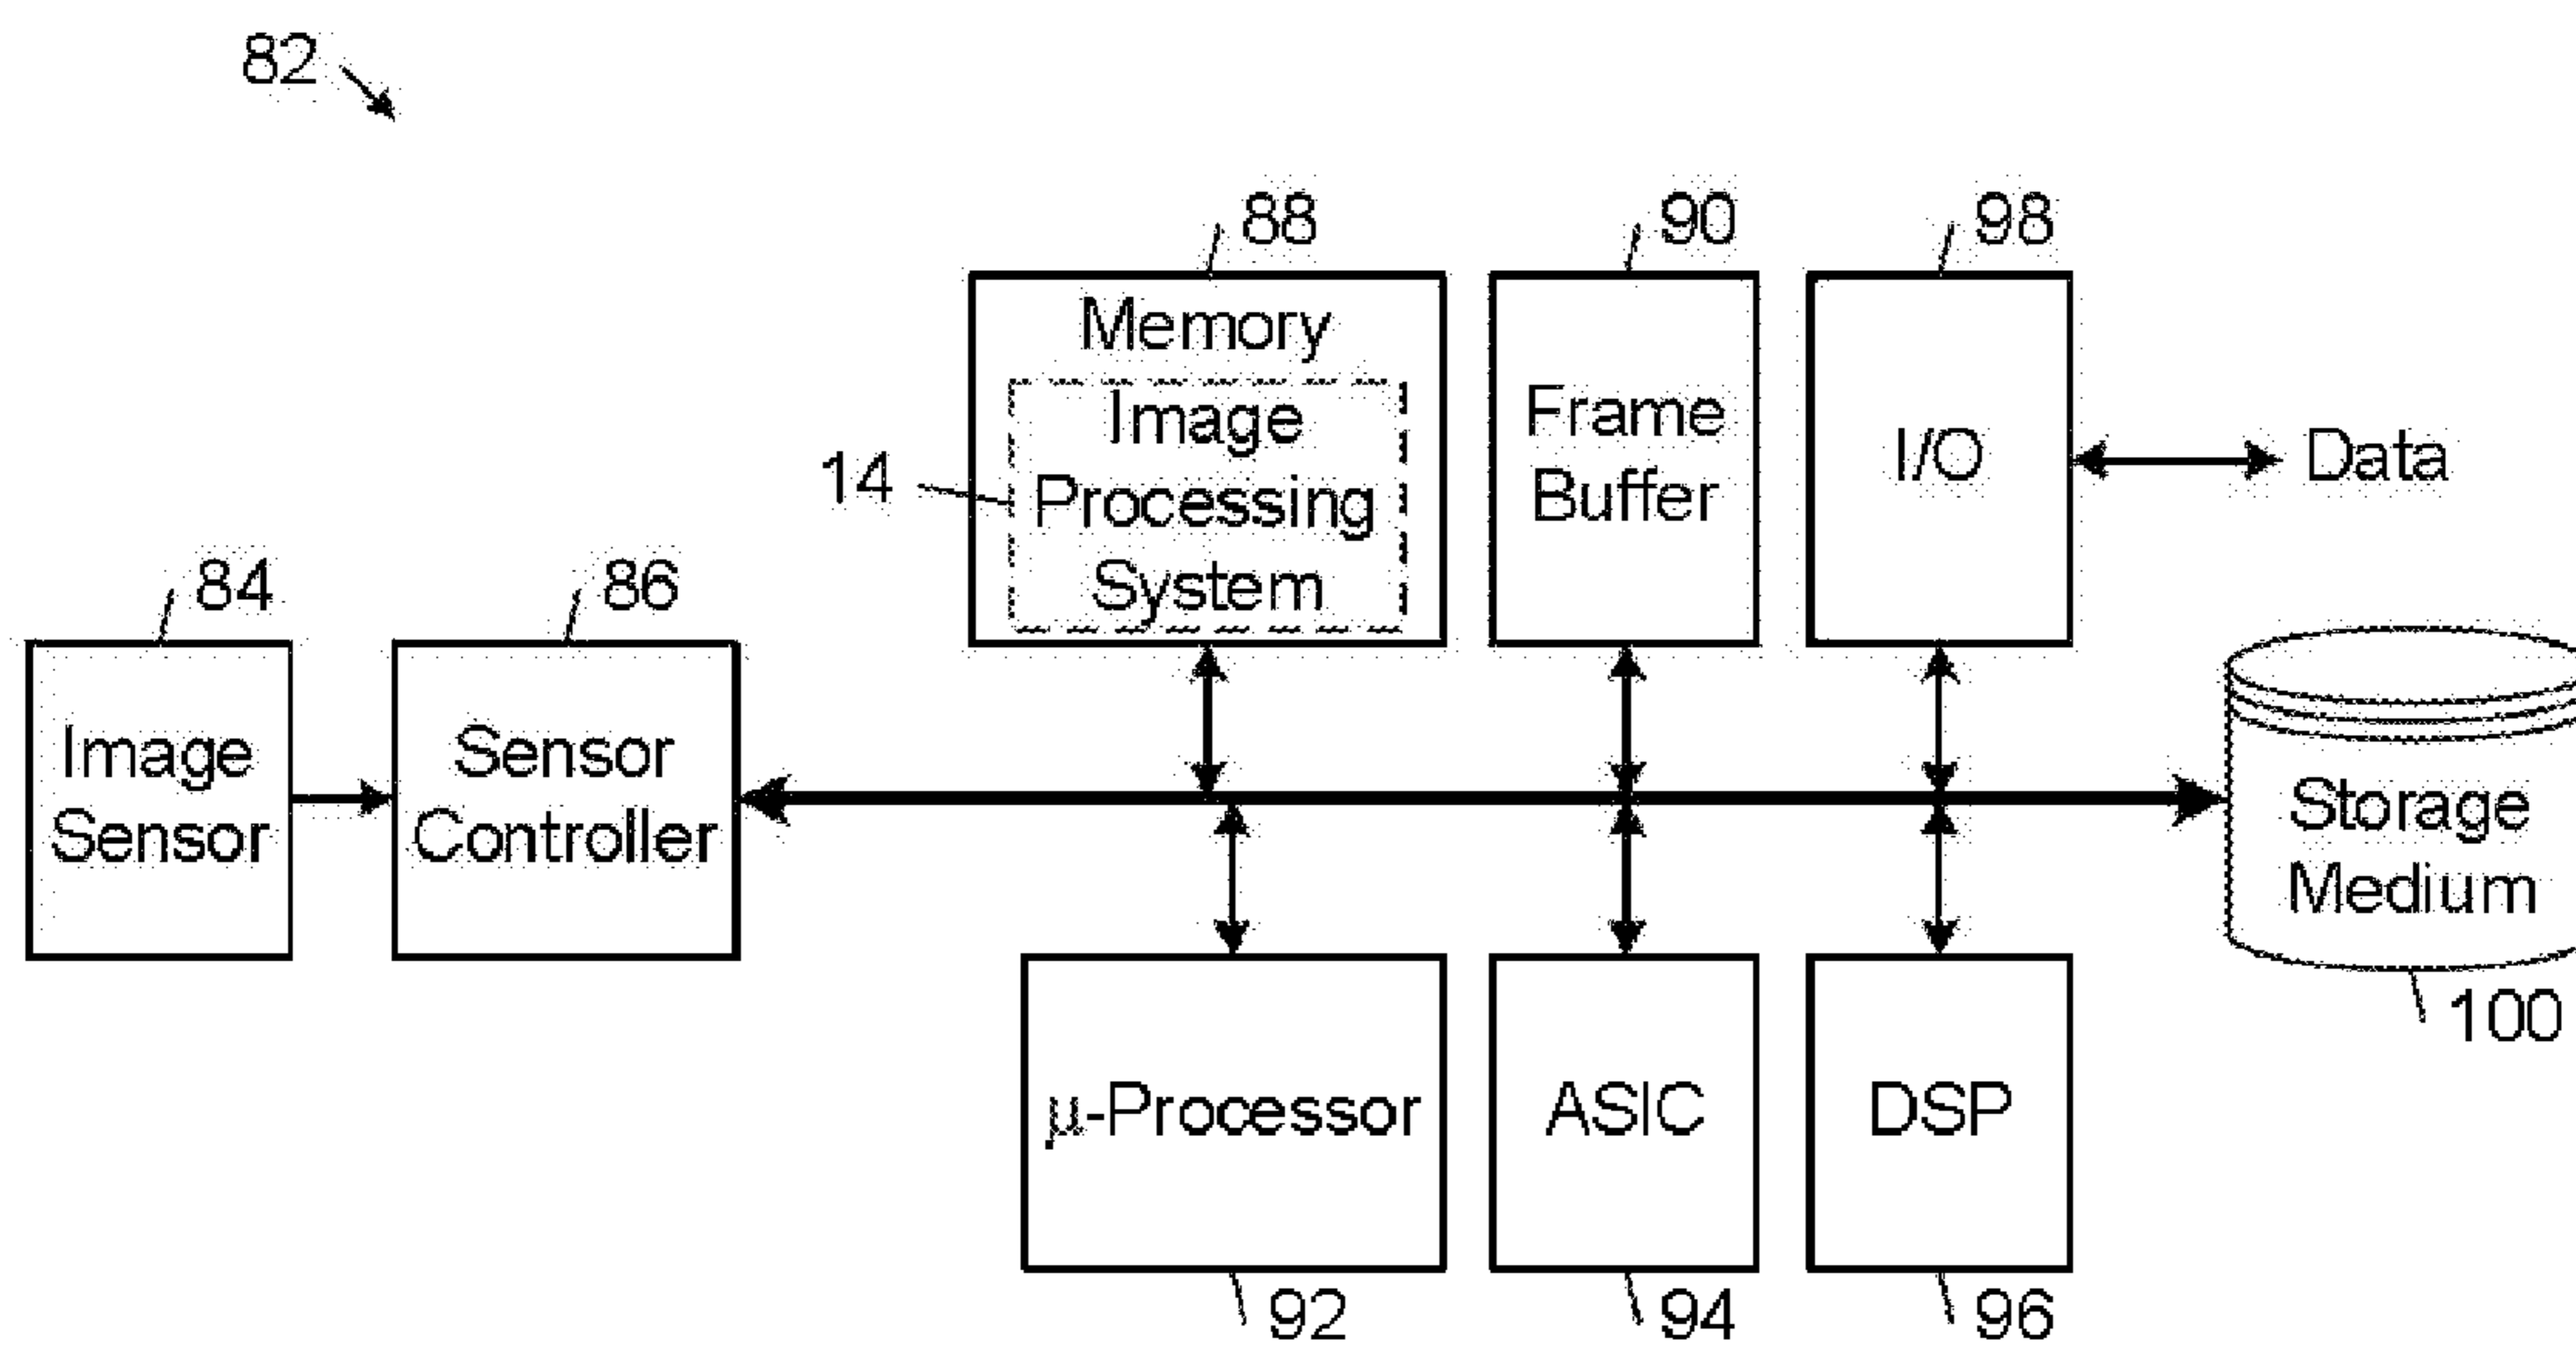 82
88
90
98
Memory
Image
Processing
System
14
Frame
Buffer
I/O
Data
84
86
Image
Sensor
Sensor
Controller
Storage
Medium
100
μ-Processor
ASIC
DSP
92
94
96